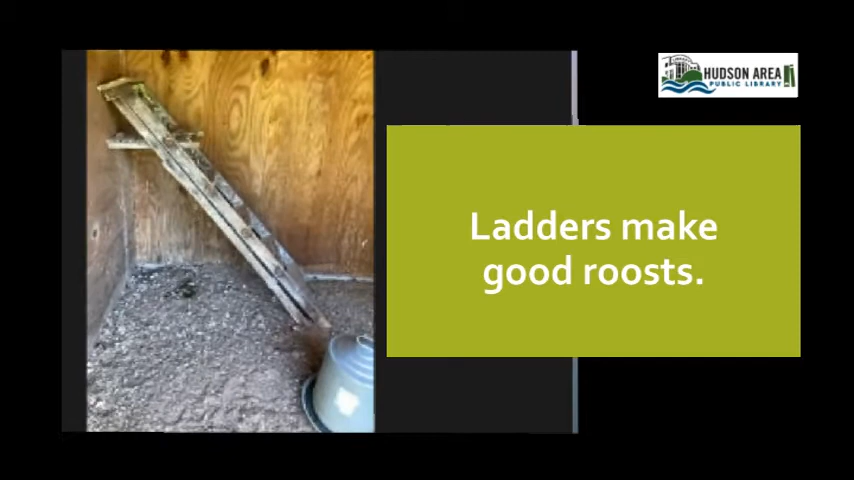 HUDSON AREA
PUBLIC LIBRARY
Ladders make
good roosts.